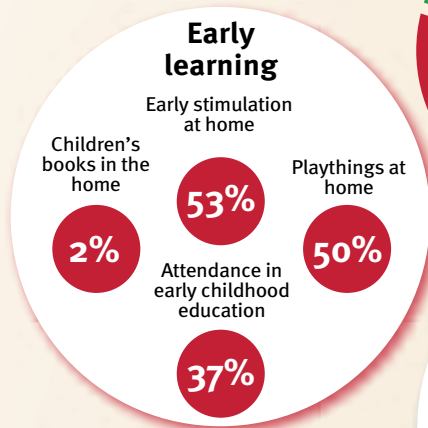 Early
learning
Early stimulation
at home
53%
Children's
books in the
home
2%
Playthings at
home
50%
Attendance in
early childhood
education
37%